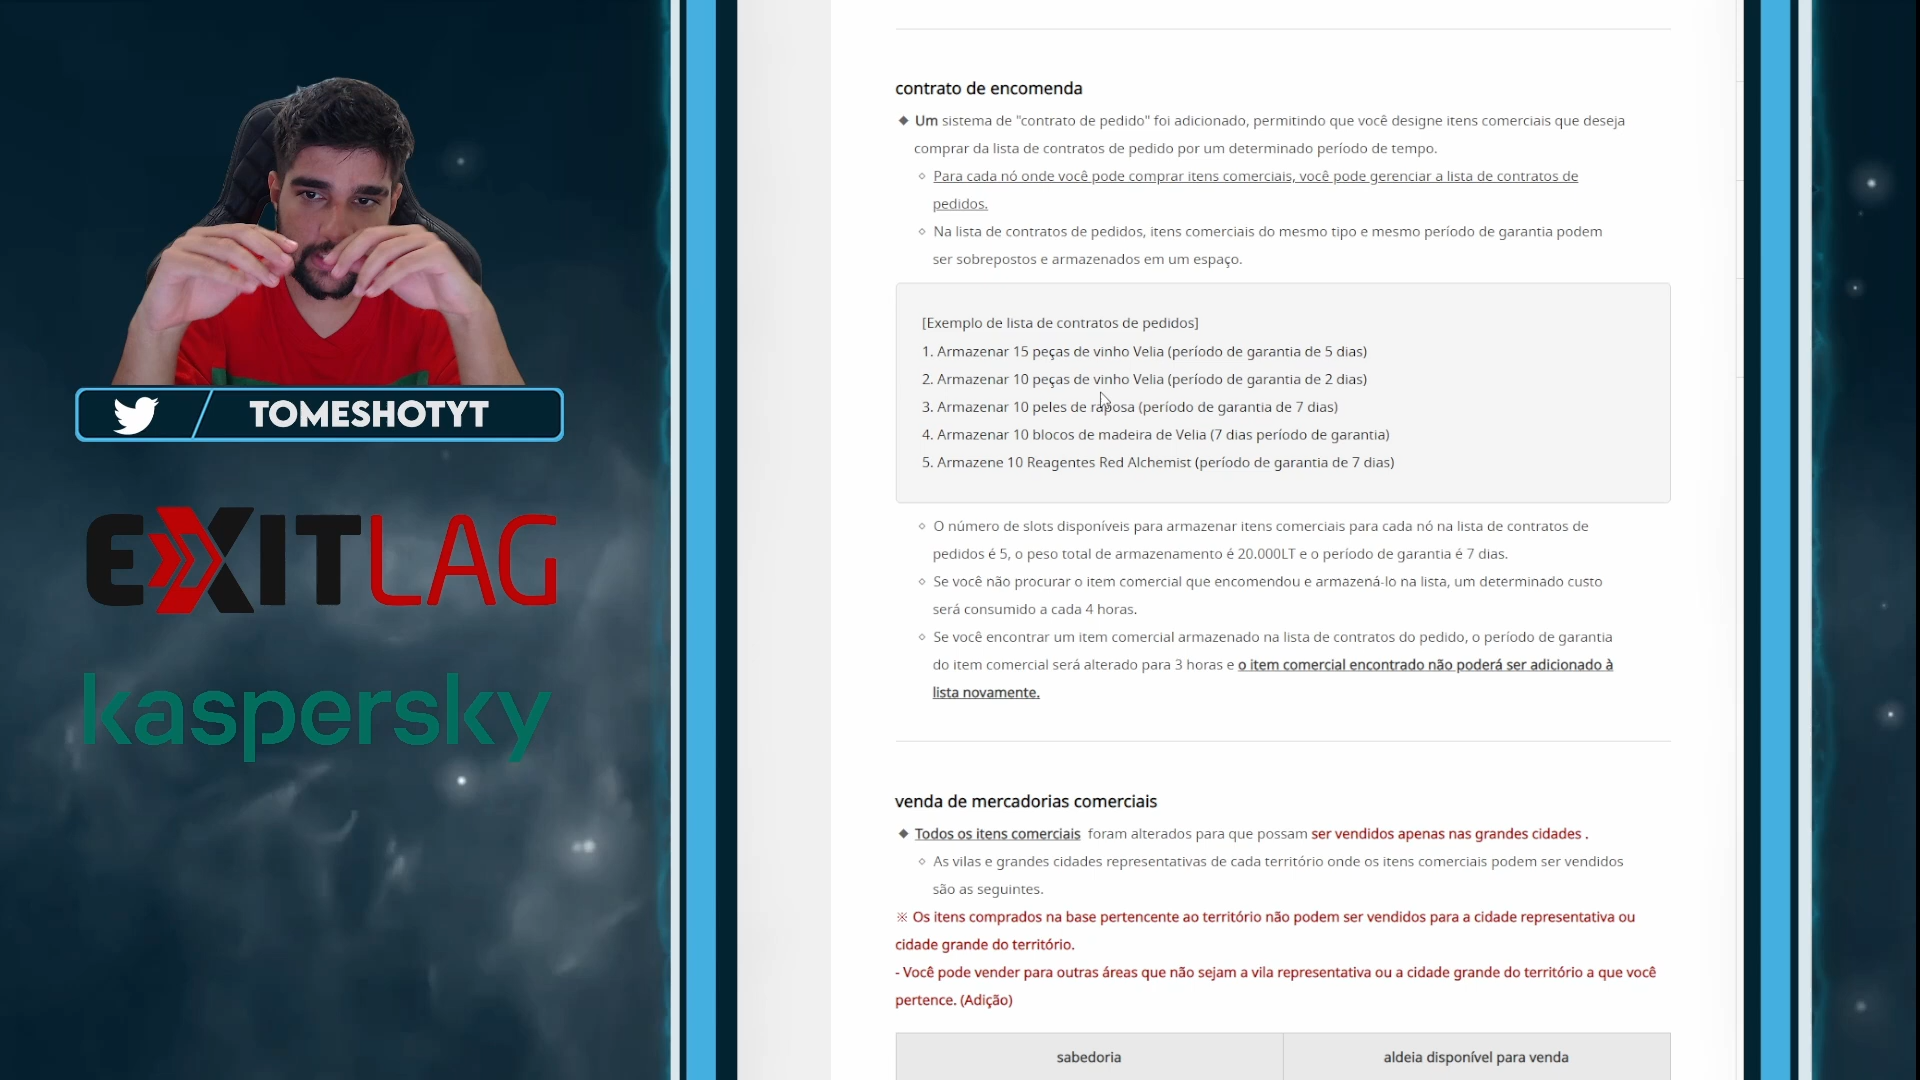 TOMESHOTYT
EXITLAG
kaspersky
contrato de encomenda
◆ Um sistema de "contrato de pedido" foi adicionado, permitindo que você designe itens comerciais que deseja
comprar da lista de contratos de pedido por um determinado período de tempo.
◇ Para cada nó onde você pode comprar itens comerciais, você pode gerenciar a lista de contratos de
pedidos.
◇ Na lista de contratos de pedidos, itens comerciais do mesmo tipo e mesmo período de garantia podem
ser sobrepostos e armazenados em um espaço.
[Exemplo de lista de contratos de pedidos]
1. Armazenar 15 peças de vinho Velia (período de garantia de 5 dias)
2. Armazenar 10 peças de vinho Velia (período de garantia de 2 dias)
3. Armazenar 10 peles de raposa (período de garantia de 7 dias)
4. Armazenar 10 blocos de madeira de Velia (7 dias período de garantia)
5. Armazene 10 Reagentes Red Alchemist (período de garantia de 7 dias)
◇ O número de slots disponíveis para armazenar itens comerciais para cada nó na lista de contratos de
pedidos é 5, o peso total de armazenamento é 20.000LT e o período de garantia é 7 dias.
◇ Se você não procurar o item comercial que encomendou e armazená-lo na lista, um determinado custo
será consumido a cada 4 horas.
◇ Se você encontrar um item comercial armazenado na lista de contratos do pedido, o período de garantia
do item comercial será alterado para 3 horas e o item comercial encontrado não poderá ser adicionado à
lista novamente.
venda de mercadorias comerciais
◆ Todos os itens comerciais foram alterados para que possam ser vendidos apenas nas grandes cidades .
◇ As vilas e grandes cidades representativas de cada território onde os itens comerciais podem ser vendidos
são as seguintes.
※ Os itens comprados na base pertencente ao território não podem ser vendidos para a cidade representativa ou
cidade grande do território.
- Você pode vender para outras áreas que não sejam a vila representativa ou a cidade grande do território a que você
pertence. (Adição)
sabedoria
aldeia disponível para venda